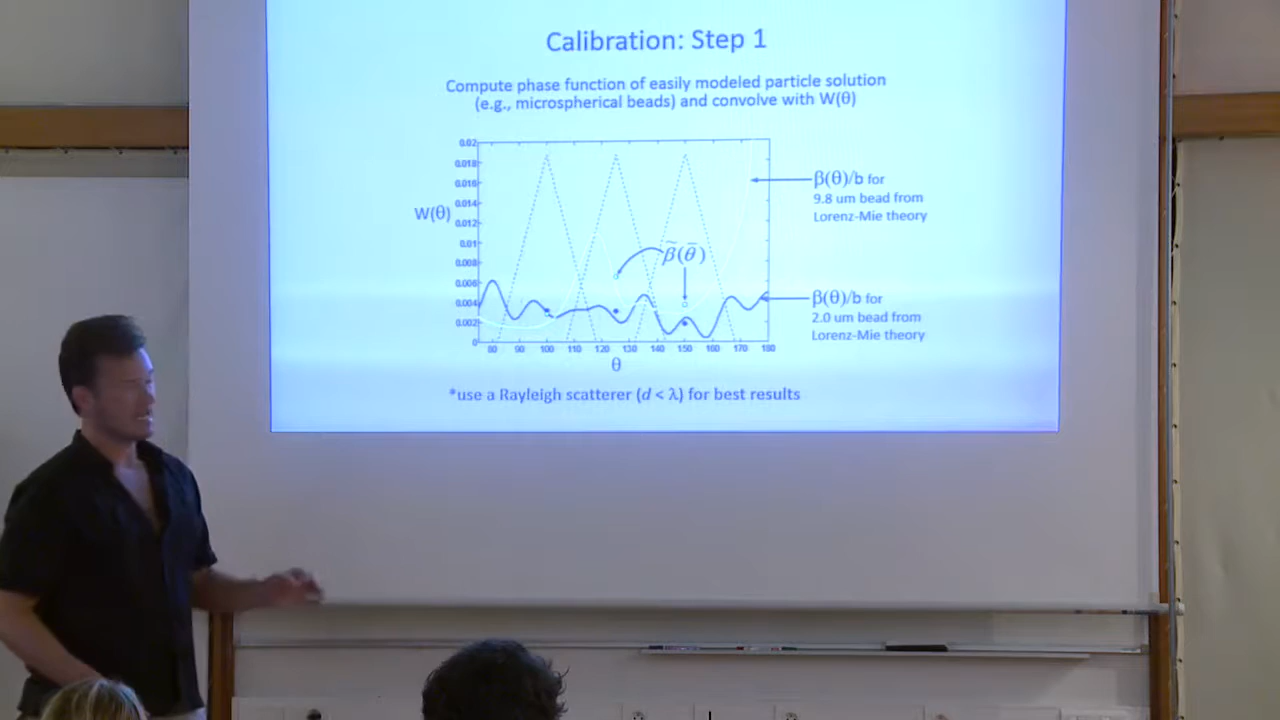 Calibration: Step 1
Compute phase function of easily modeled particle solution
(e.g., microspherical beads) and convolve with W(θ)
0.02
0.018
0.016
0.014
0.012
0.01
0.008
0.006
0.004
0.002
0
W(θ)
β̃(θ̄)
β(θ)/b for
9.8 um bead from
Lorenz-Mie theory
β(θ)/b for
2.0 um bead from
Lorenz-Mie theory
80 90 100 110 120 130 140 150 160 170 180
θ
*use a Rayleigh scatterer (d < λ) for best results